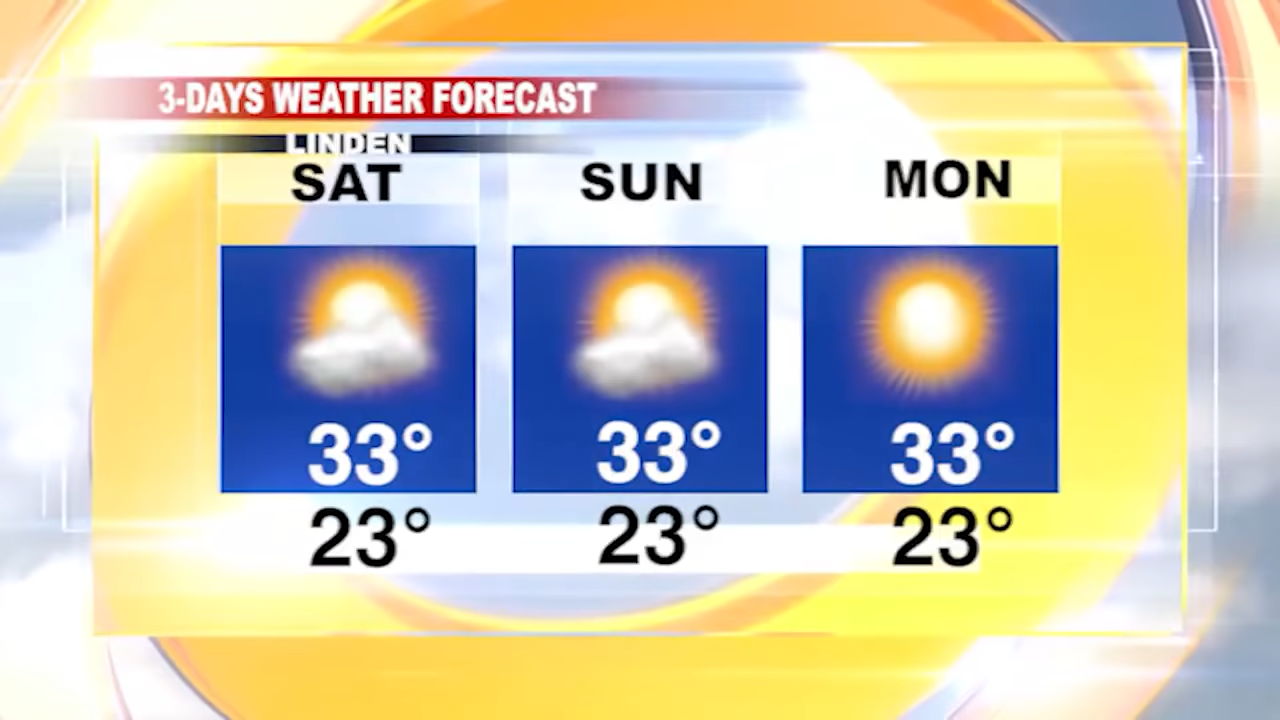 3-DAYS WEATHER FORECAST
LINDEN
SAT SUN MON
33° 33° 33°
23° 23° 23°